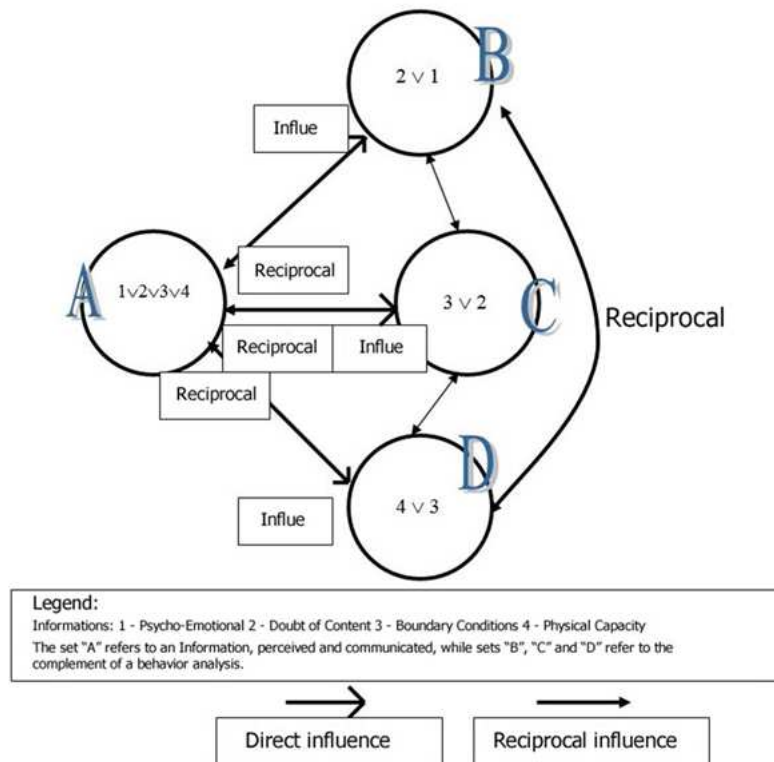 B
2 ∨ 1
Influe
Reciprocal
A
1∨2∨3∨4
3 ∨ 2
C
Reciprocal
Reciprocal
Influe
Reciprocal
D
4 ∨ 3
Influe
Legend:
Informations: 1 - Psycho-Emotional 2 - Doubt of Content 3 - Boundary Conditions 4 - Physical Capacity
The set “A” refers to an Information, perceived and communicated, while sets “B”, “C” and “D” refer to the
complement of a behavior analysis.
Direct influence
Reciprocal influence